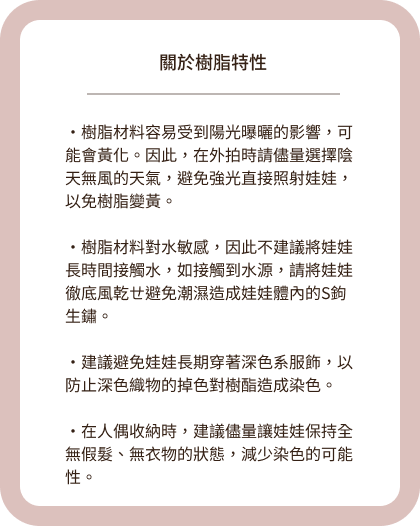 關於樹脂特性
・樹脂材料容易受到陽光曝曬的影響，可
能會黃化。因此，在外拍時請儘量選擇陰
天無風的天氣，避免強光直接照射娃娃，
以免樹脂變黃。
・樹脂材料對水敏感，因此不建議將娃娃
長時間接觸水，如接觸到水源，請將娃娃
徹底風乾せ避免潮濕造成娃娃體內的S鉤
生鏽。
・建議避免娃娃長期穿著深色系服飾，以
防止深色織物的掉色對樹酯造成染色。
・在人偶收納時，建議儘量讓娃娃保持全
無假髮、無衣物的狀態，減少染色的可能
性。